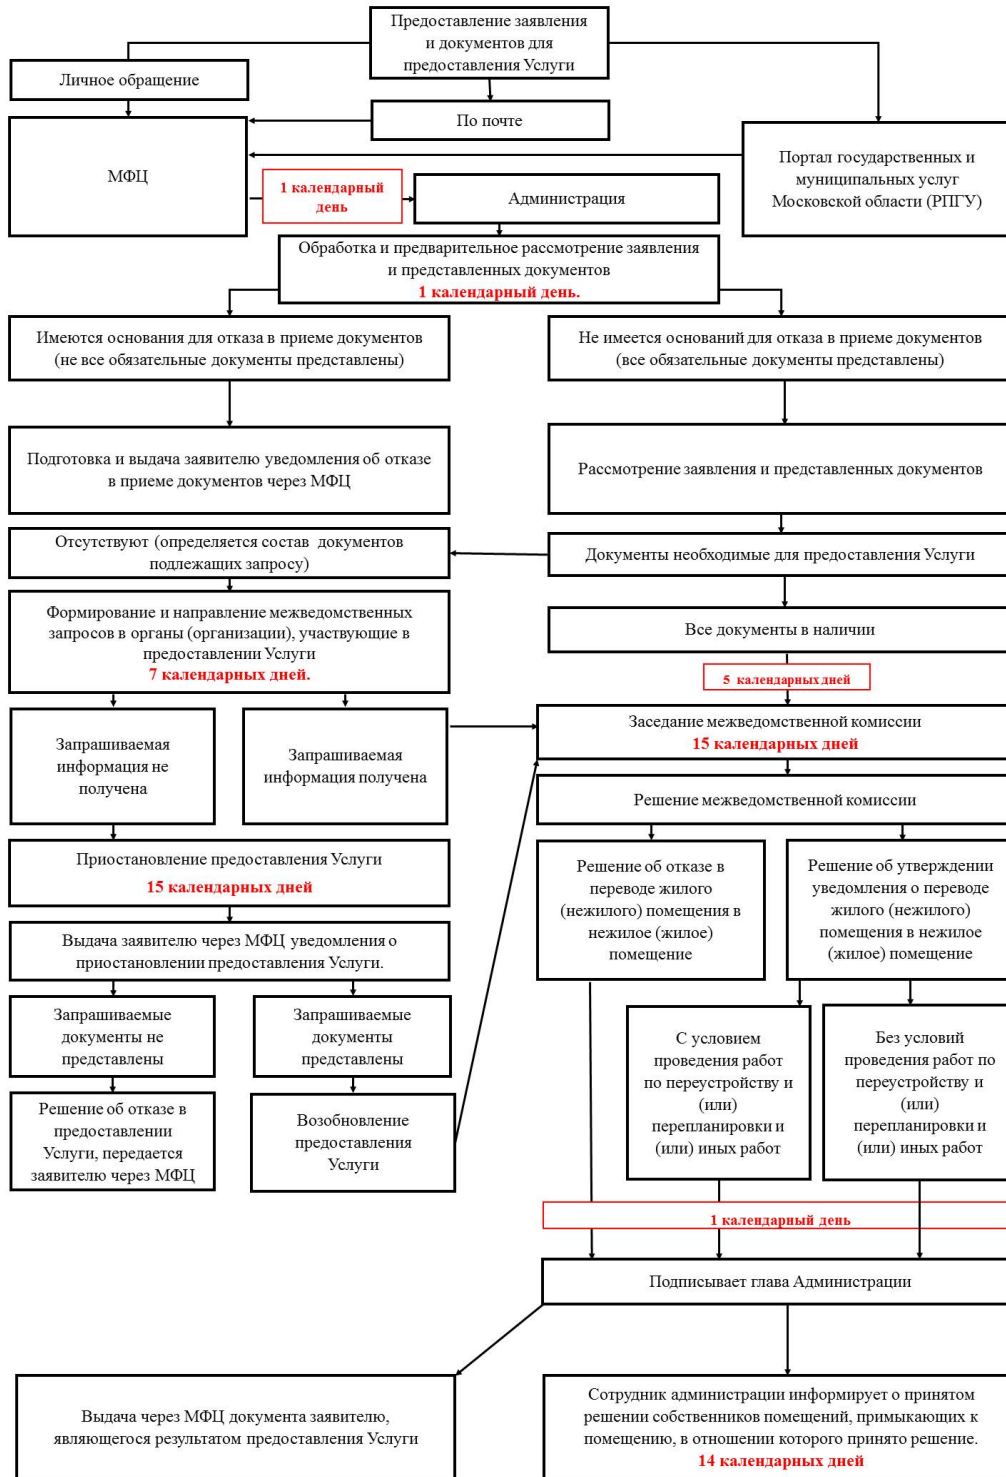 Предоставление заявления
и документов для
предоставления Услуги
Личное обращение
По почте
МФЦ
Портал государственных и
муниципальных услуг
Московской области (РПГУ)
1 календарный
день
Администрация
Обработка и предварительное рассмотрение заявления
и представленных документов
1 календарный день.
Имеются основания для отказа в приеме документов
(не все обязательные документы представлены)
Не имеется оснований для отказа в приеме документов
(все обязательные документы представлены)
Подготовка и выдача заявителю уведомления об отказе
в приеме документов через МФЦ
Рассмотрение заявления и представленных документов
Отсутствуют (определяется состав документов
подлежащих запросу)
Документы необходимые для предоставления Услуги
Формирование и направление межведомственных
запросов в органы (организации), участвующие в
предоставлении Услуги
7 календарных дней.
Все документы в наличии
5 календарных дней
Запрашиваемая
информация не
получена
Запрашиваемая
информация получена
Заседание межведомственной комиссии
15 календарных дней
Решение межведомственной комиссии
Приостановление предоставления Услуги
15 календарных дней
Решение об отказе в
переводе жилого
(нежилого) помещения в
нежилое (жилое)
помещение
Решение об утверждении
уведомления о переводе
жилого (нежилого)
помещения в нежилое
(жилое) помещение
Выдача заявителю через МФЦ уведомления о
приостановлении предоставления Услуги.
Запрашиваемые
документы не
представлены
Запрашиваемые
документы
представлены
С условием
проведения работ
по переустройству и
(или)
перепланировки и
(или) иных работ
Без условий
проведения работ по
переустройству и
(или)
перепланировки и
(или) иных работ
Решение об отказе в
предоставлении
Услуги, передается
заявителю через МФЦ
Возобновление
предоставления
Услуги
1 календарный день
Подписывает глава Администрации
Выдача через МФЦ документа заявителю,
являющегося результатом предоставления Услуги
Сотрудник администрации информирует о принятом
решении собственников помещений, примыкающих к
помещению, в отношении которого принято решение.
14 календарных дней